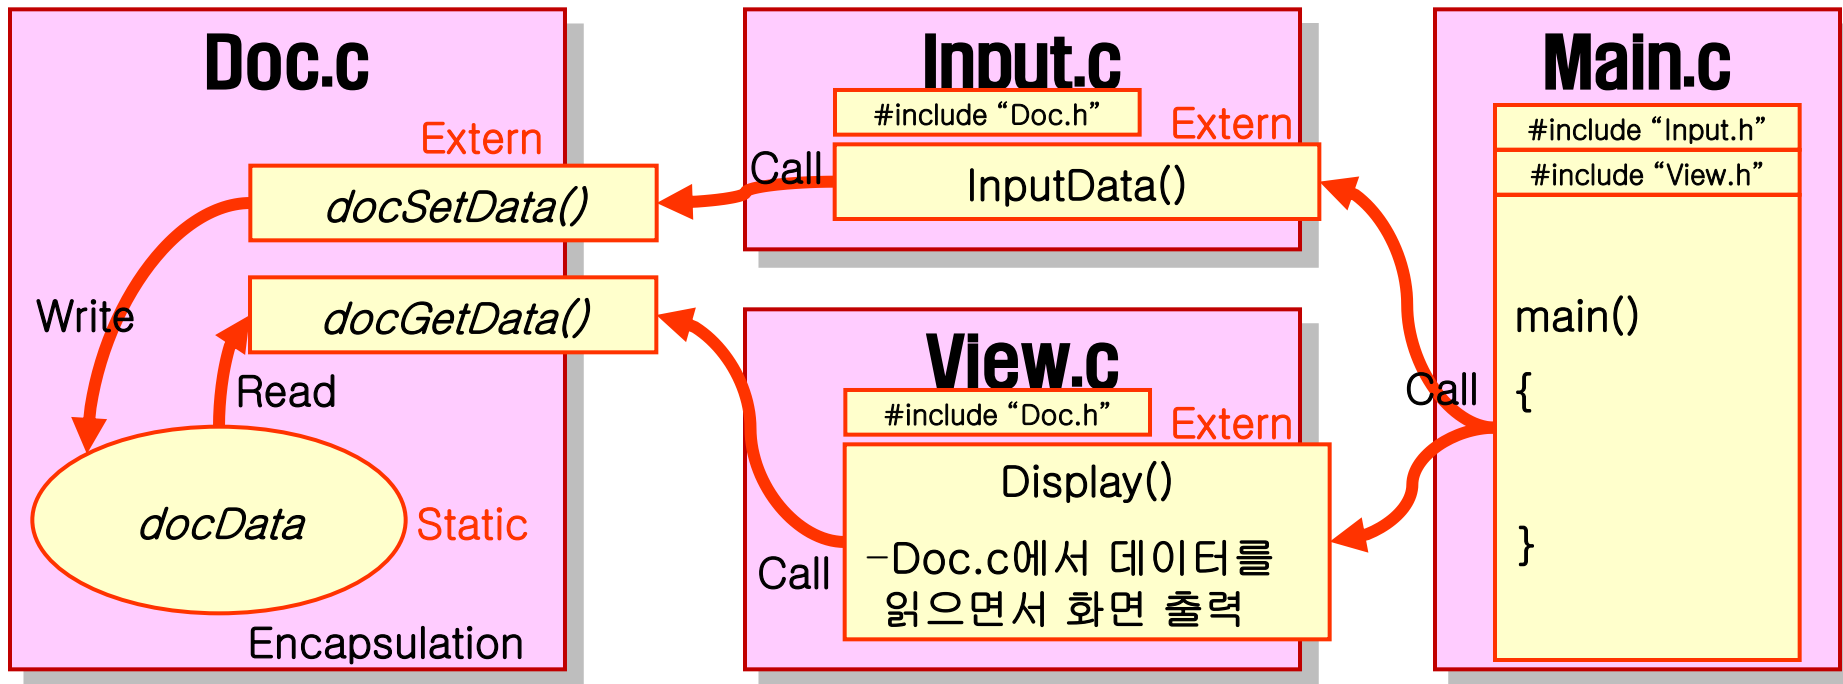 Doc.c
Extern
docSetData()
docGetData()
Write
Read
docData
Static
Encapsulation
Input.c
#include “Doc.h”
Extern
Call
InputData()
View.c
#include “Doc.h”
Extern
Display()
-Doc.c에서 데이터를
읽으면서 화면 출력
Call
Main.c
#include “Input.h”
#include “View.h”
main()
Call
{
}